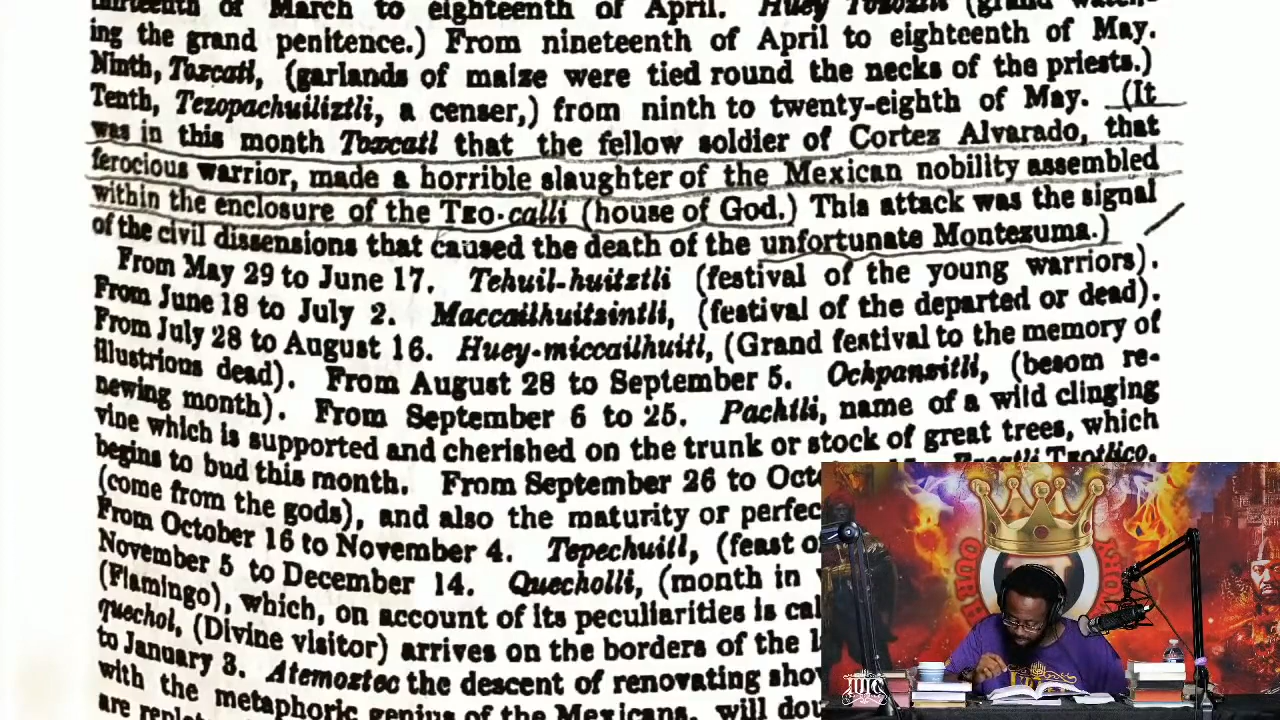 thirteenth of March to eighteenth of April. Huey Tozoztli (grand watch-
ing the grand penitence.) From nineteenth of April to eighteenth of May.
Ninth, Toxcatl, (garlands of maize were tied round the necks of the priests.)
Tenth, Tezopachuiliztli, a censer,) from ninth to twenty-eighth of May. (It
was in this month Toxcatl that the fellow soldier of Cortez Alvarado, that
ferocious warrior, made a horrible slaughter of the Mexican nobility assembled
within the enclosure of the Tzo-calli (house of God.) This attack was the signal
of the civil dissensions that caused the death of the unfortunate Montezuma.)
From May 29 to June 17. Tehuil-huitztli (festival of the young warriors).
From June 18 to July 2. Maccailhuitzintli, (festival of the departed or dead).
From July 28 to August 16. Huey-miccailhuitl, (Grand festival to the memory of
illustrious dead). From August 28 to September 5. Ochpanzitli, (besom re-
newing month). From September 6 to 25. Pachtli, name of a wild clinging
vine which is supported and cherished on the trunk or stock of great trees, which
begins to bud this month. From September 26 to Octo Tzotlico,
(come from the gods), and also the maturity or perfec
From October 16 to November 4. Tepechuitl, (feast o
November 5 to December 14. Quecholli, (month in
(Flamingo), which, on account of its peculiarities is cal
quechol, (Divine visitor) arrives on the borders of the l
to January 3. Atemoztec the descent of renovating sho
with the metaphoric genius of the Mexicans, will dou
are replet
IUIC